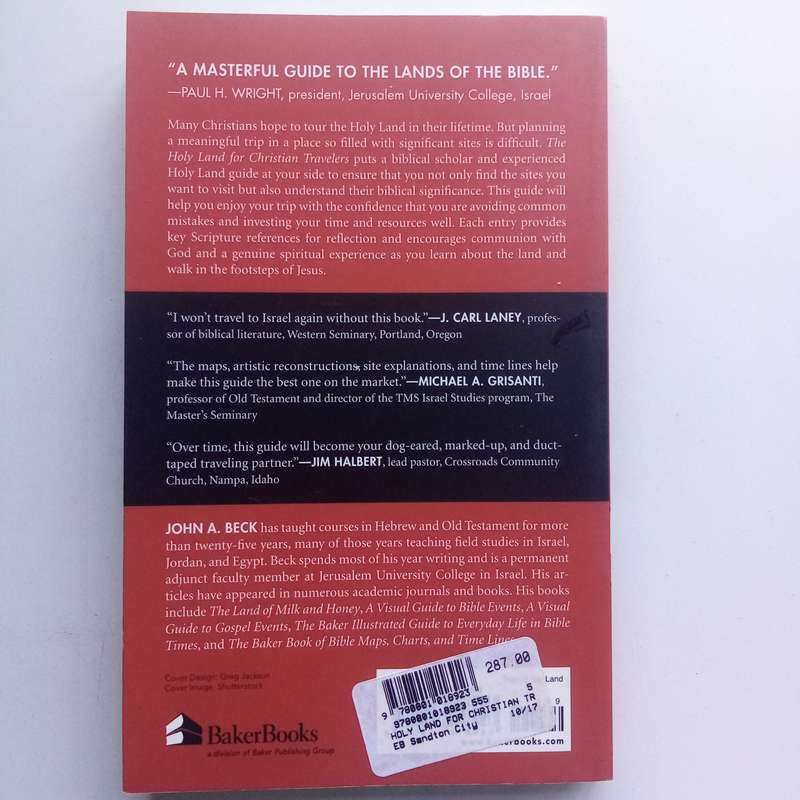 “A MASTERFUL GUIDE TO THE LANDS OF THE BIBLE.”
—PAUL H. WRIGHT, president, Jerusalem University College, Israel
Many Christians hope to tour the Holy Land in their lifetime. But planning
a meaningful trip in a place so filled with significant sites is difficult. The
Holy Land for Christian Travelers puts a biblical scholar and experienced
Holy Land guide at your side to ensure that you not only find the sites you
want to visit but also understand their biblical significance. This guide will
help you enjoy your trip with the confidence that you are avoiding common
mistakes and investing your time and resources well. Each entry provides
key Scripture references for reflection and encourages communion with
God and a genuine spiritual experience as you learn about the land and
walk in the footsteps of Jesus.
“I won’t travel to Israel again without this book.”—J. CARL LANEY, profes-
sor of biblical literature, Western Seminary, Portland, Oregon
“The maps, artistic reconstructions, site explanations, and time lines help
make this guide the best one on the market.”—MICHAEL A. GRISANTI,
professor of Old Testament and director of the TMS Israel Studies program, The
Master’s Seminary
“Over time, this guide will become your dog-eared, marked-up, and duct-
taped traveling partner.”—JIM HALBERT, lead pastor, Crossroads Community
Church, Nampa, Idaho
JOHN A. BECK has taught courses in Hebrew and Old Testament for more
than twenty-five years, many of those years teaching field studies in Israel,
Jordan, and Egypt. Beck spends most of his year writing and is a permanent
adjunct faculty member at Jerusalem University College in Israel. His ar-
ticles have appeared in numerous academic journals and books. His books
include The Land of Milk and Honey, A Visual Guide to Bible Events, A Visual
Guide to Gospel Events, The Baker Illustrated Guide to Everyday Life in Bible
Times, and The Baker Book of Bible Maps, Charts, and Time Lines.
Cover Design: Greg Jackson
Cover Image: Shutterstock
BakerBooks
a division of Baker Publishing Group
287.00
9 780001 018923
9780001018923 555 5
HOLY LAND FOR CHRISTIAN TR
EB Sandton City 10/17
Land
9
erbooks.com